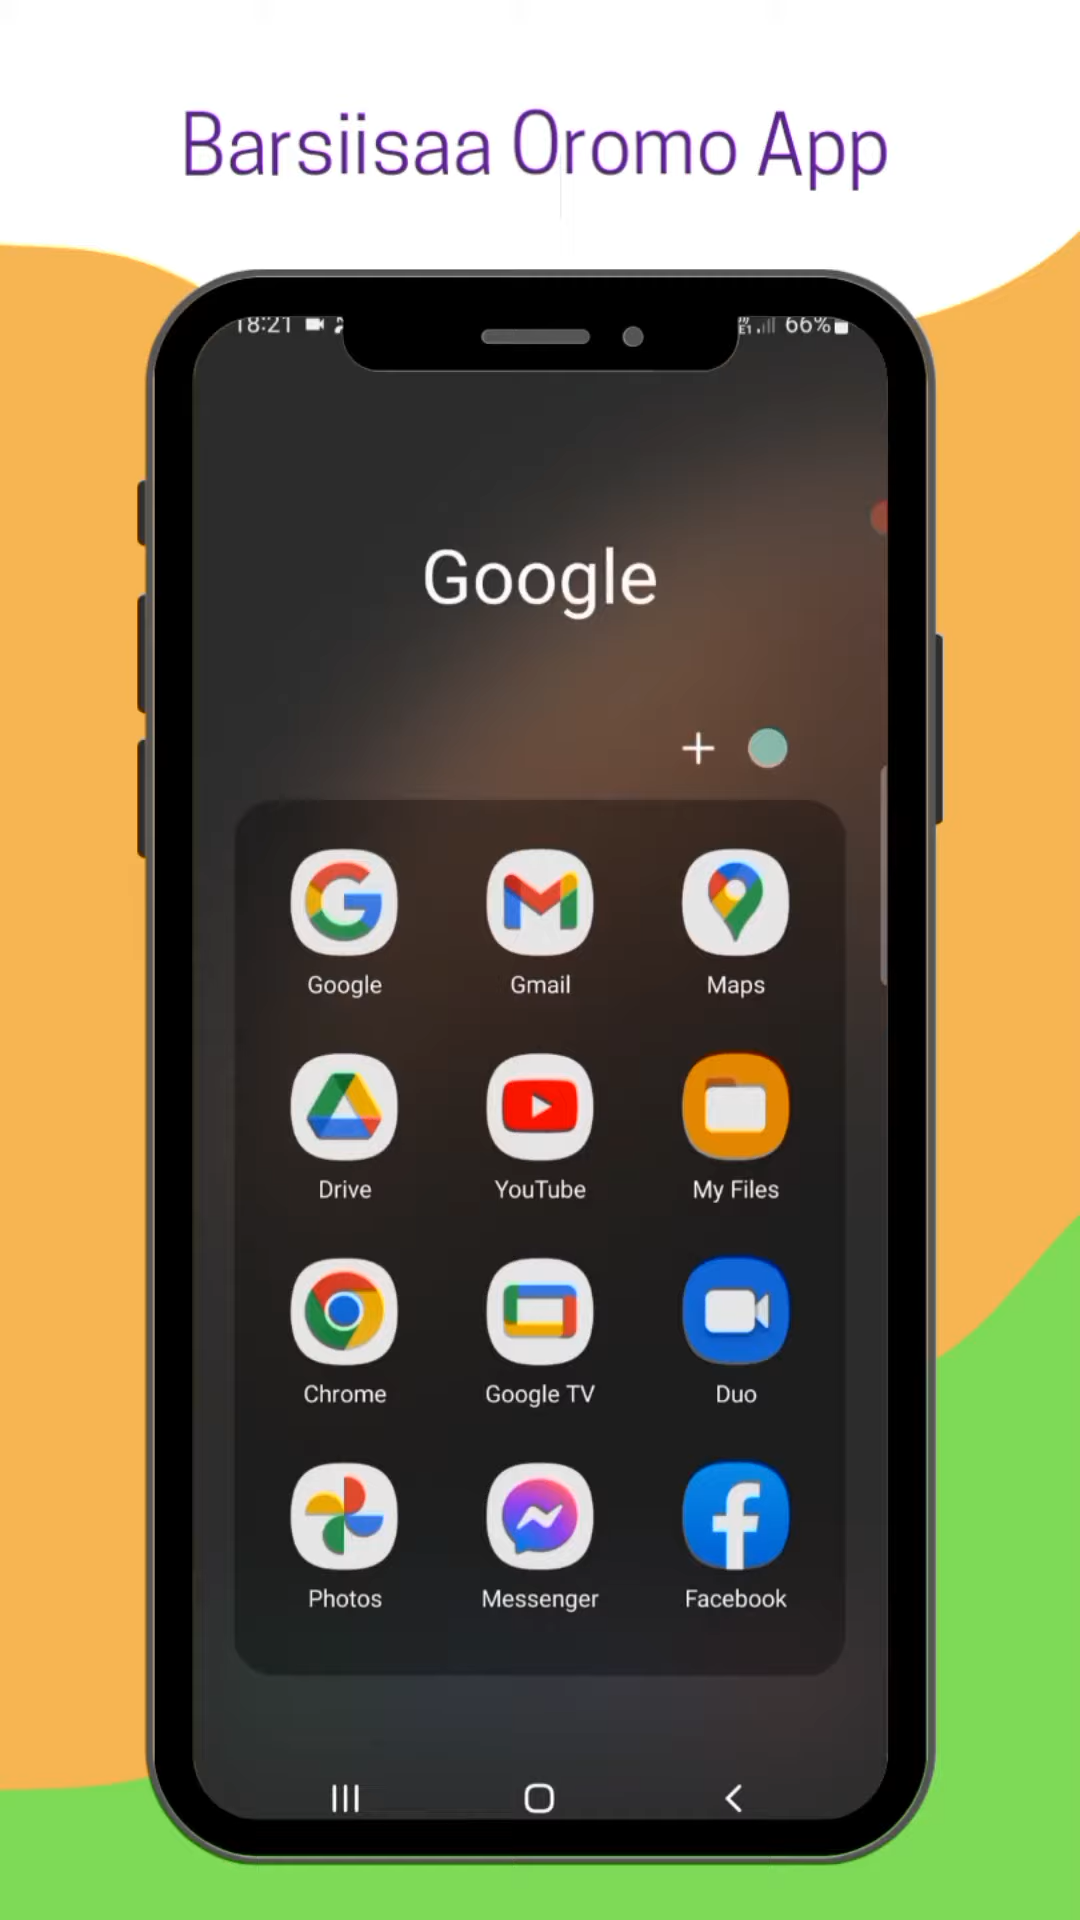 Barsiisaa Oromo App
18:21 66%
Google
Google Gmail Maps
Drive YouTube My Files
Chrome Google TV Duo
Photos Messenger Facebook